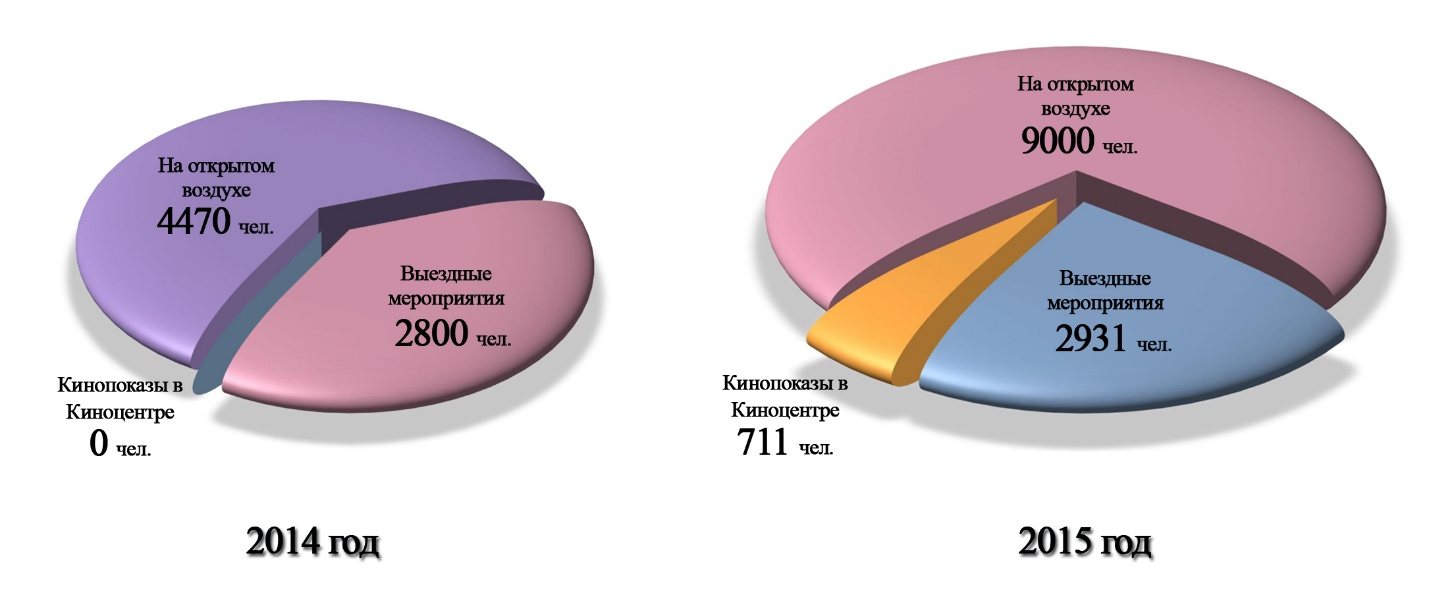 На открытом
воздухе
4470 чел.
Выездные
мероприятия
2800 чел.
Кинопоказы в
Киноцентре
0 чел.
2014 год
На открытом
воздухе
9000 чел.
Выездные
мероприятия
2931 чел.
Кинопоказы в
Киноцентре
711 чел.
2015 год